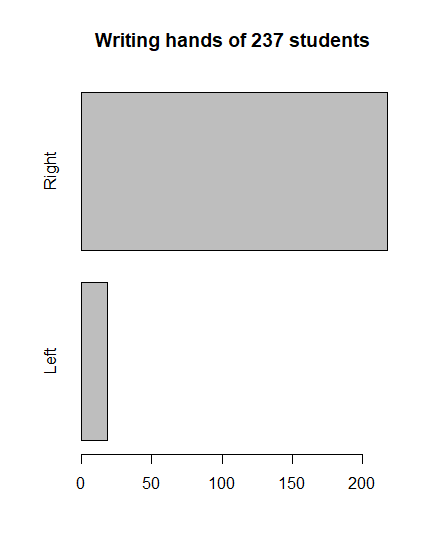 Writing hands of 237 students
Right
Left
0 50 100 150 200